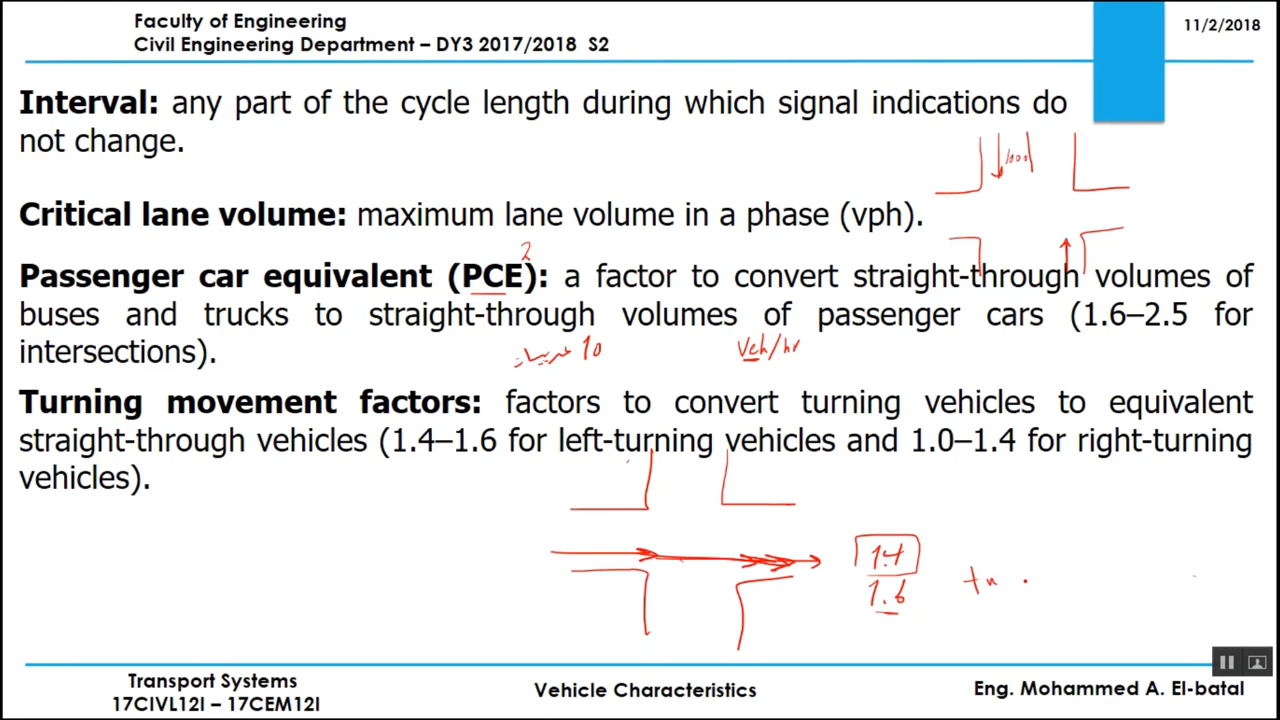 Faculty of Engineering
Civil Engineering Department – DY3 2017/2018 S2
11/2/2018
Interval: any part of the cycle length during which signal indications do
not change.
Critical lane volume: maximum lane volume in a phase (vph).
2
Passenger car equivalent (PCE): a factor to convert straight-through volumes of
buses and trucks to straight-through volumes of passenger cars (1.6–2.5 for
intersections).
10
Veh/hr
Turning movement factors: factors to convert turning vehicles to equivalent
straight-through vehicles (1.4–1.6 for left-turning vehicles and 1.0–1.4 for right-turning
vehicles).
1.4
1.6
Transport Systems
17CIVL12I – 17CEM12I
Vehicle Characteristics
Eng. Mohammed A. El-batal